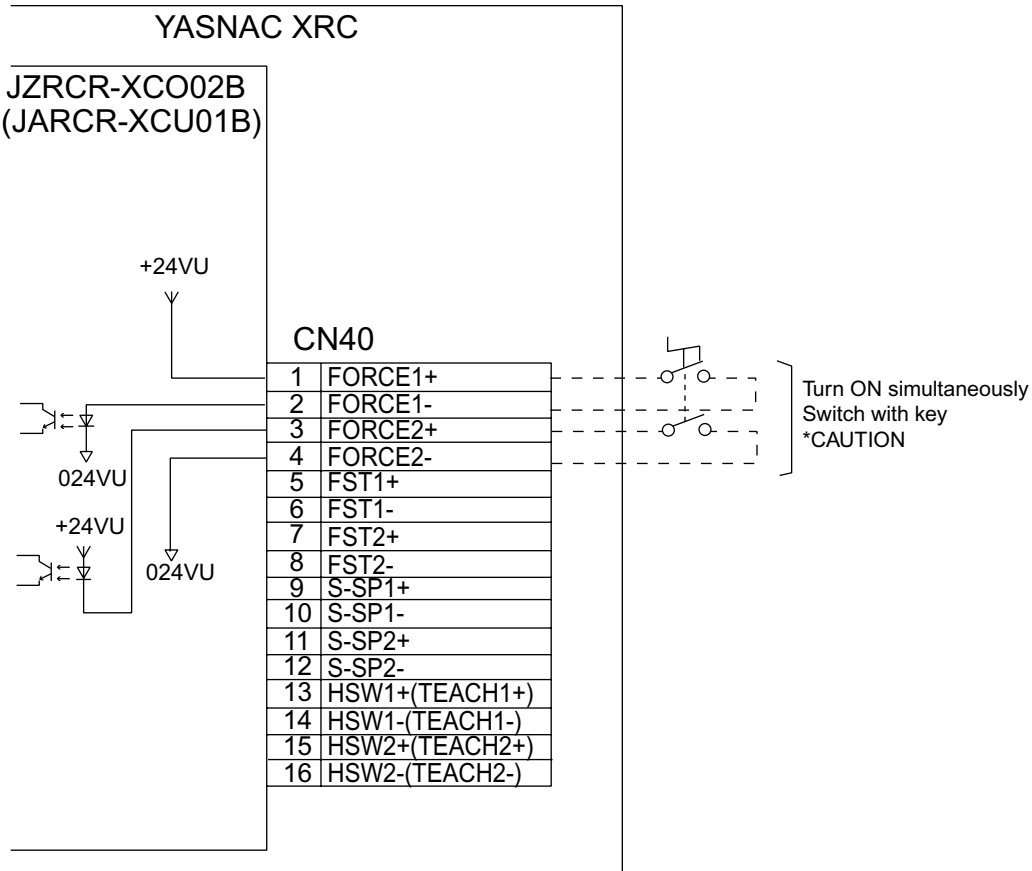 YASNAC XRC
JZRCR-XCO02B
(JARCR-XCU01B)
+24VU
CN40
1 FORCE1+
2 FORCE1-
3 FORCE2+
4 FORCE2-
5 FST1+
6 FST1-
7 FST2+
8 FST2-
9 S-SP1+
10 S-SP1-
11 S-SP2+
12 S-SP2-
13 HSW1+(TEACH1+)
14 HSW1-(TEACH1-)
15 HSW2+(TEACH2+)
16 HSW2-(TEACH2-)
024VU
+24VU
024VU
Turn ON simultaneously
Switch with key
*CAUTION